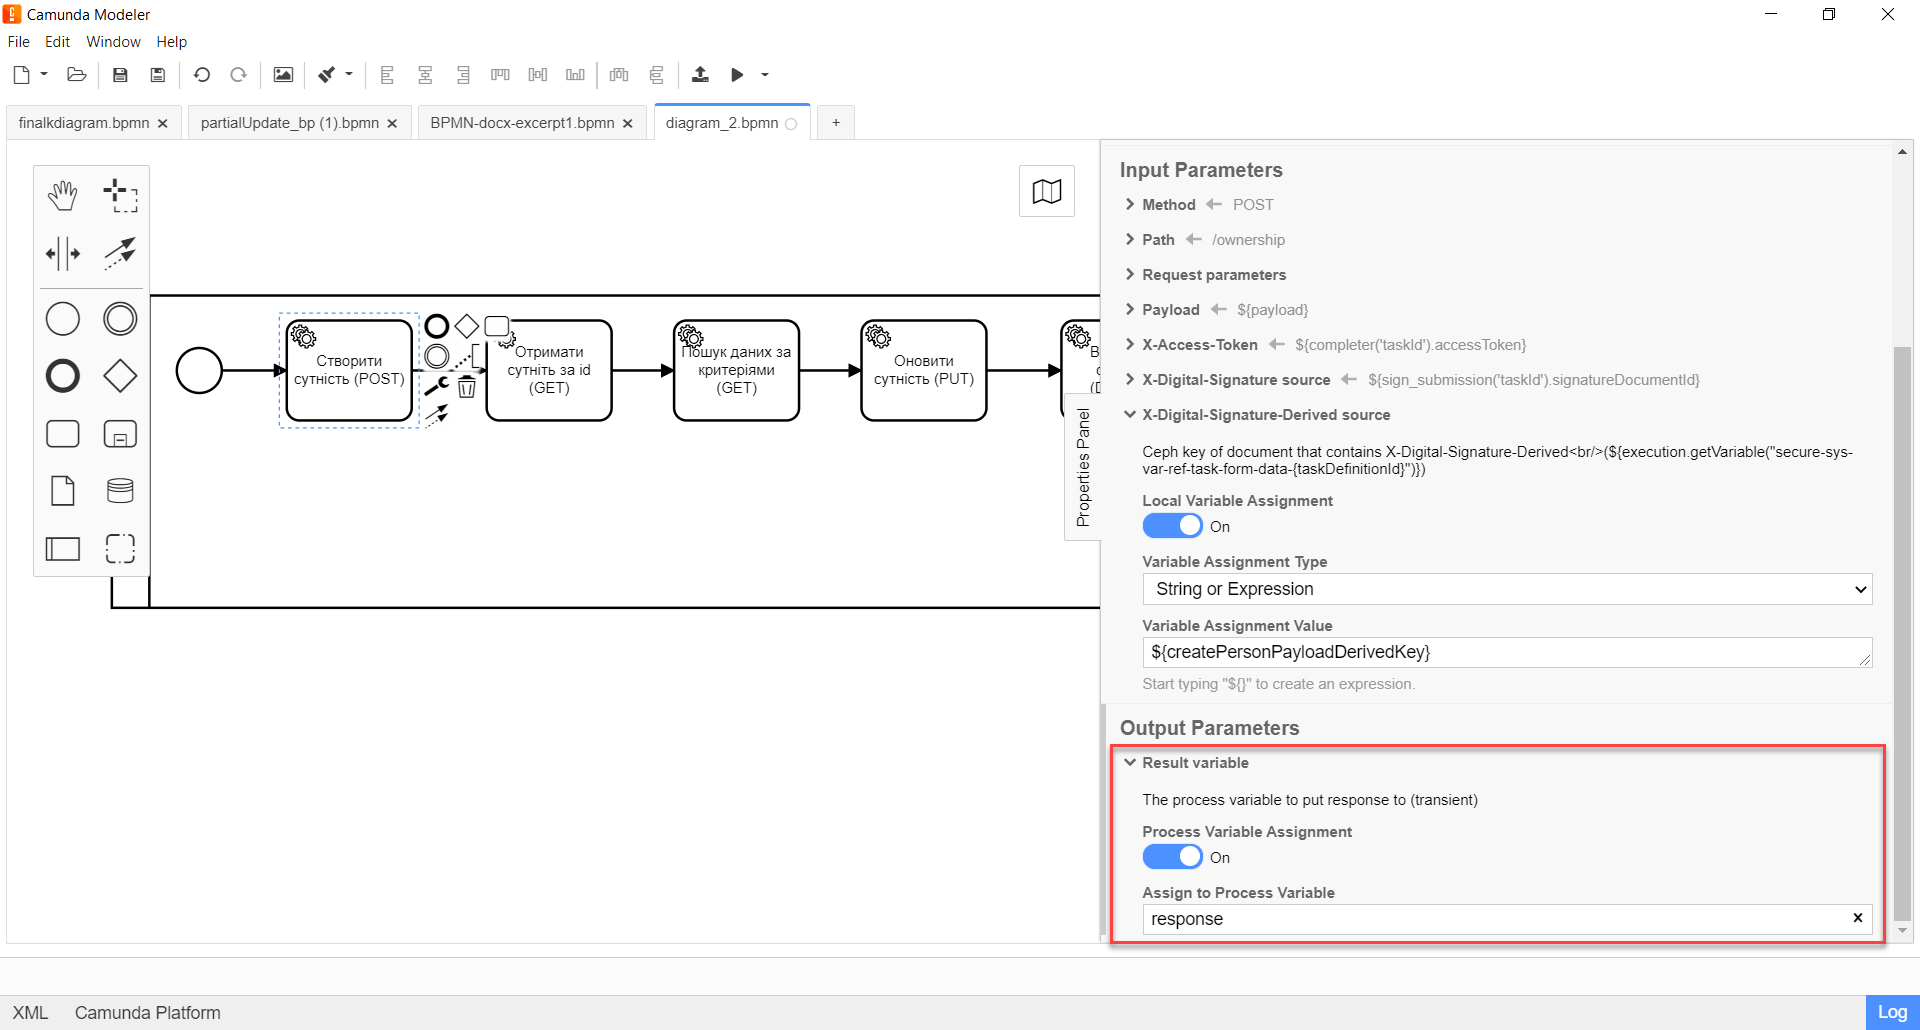 Camunda Modeler
File Edit Window Help
finalkdiagram.bpmn
partialUpdate_bp (1).bpmn
BPMN-docx-excerpt1.bpmn
diagram_2.bpmn
+
Створити
сутність (POST)
Отримати
сутніть за id
(GET)
Пошук даних за
критеріями
(GET)
Оновити
сутність (PUT)
Properties Panel
Input Parameters
Method POST
Path /ownership
Request parameters
Payload ${payload}
X-Access-Token ${completer('taskId').accessToken}
X-Digital-Signature source ${sign_submission('taskId').signatureDocumentId}
X-Digital-Signature-Derived source
Ceph key of document that contains X-Digital-Signature-Derived<br/>(${execution.getVariable("secure-sys-
var-ref-task-form-data-{taskDefinitionId}")})
Local Variable Assignment
On
Variable Assignment Type
String or Expression
Variable Assignment Value
${createPersonPayloadDerivedKey}
Start typing "${}" to create an expression.
Output Parameters
Result variable
The process variable to put response to (transient)
Process Variable Assignment
On
Assign to Process Variable
response
XML Camunda Platform
Log